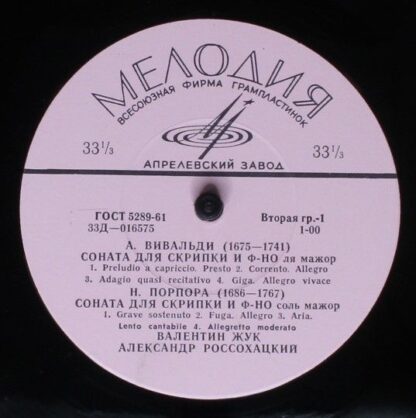 МЕЛОДИЯ
ВСЕСОЮЗНАЯ ФИРМА ГРАМПЛАСТИНОК
33⅓ 33⅓
АПРЕЛЕВСКИЙ ЗАВОД
ГОСТ 5289-61 Вторая гр.-1
33Д—016575 1-00
А. ВИВАЛЬДИ (1675—1741)
СОНАТА ДЛЯ СКРИПКИ И Ф-НО ля мажор
1. Preludio a capriccio. Presto 2. Corrento. Allegro
3. Adagio quasi recitativo 4. Giga. Allegro vivace
Н. ПОРПОРА (1686—1767)
СОНАТА ДЛЯ СКРИПКИ И Ф-НО соль мажор
1. Grave sostenuto 2. Fuga. Allegro 3. Aria.
Lento cantabile 4. Allegretto moderato
ВАЛЕНТИН ЖУК
АЛЕКСАНДР РОССОХАЦКИЙ